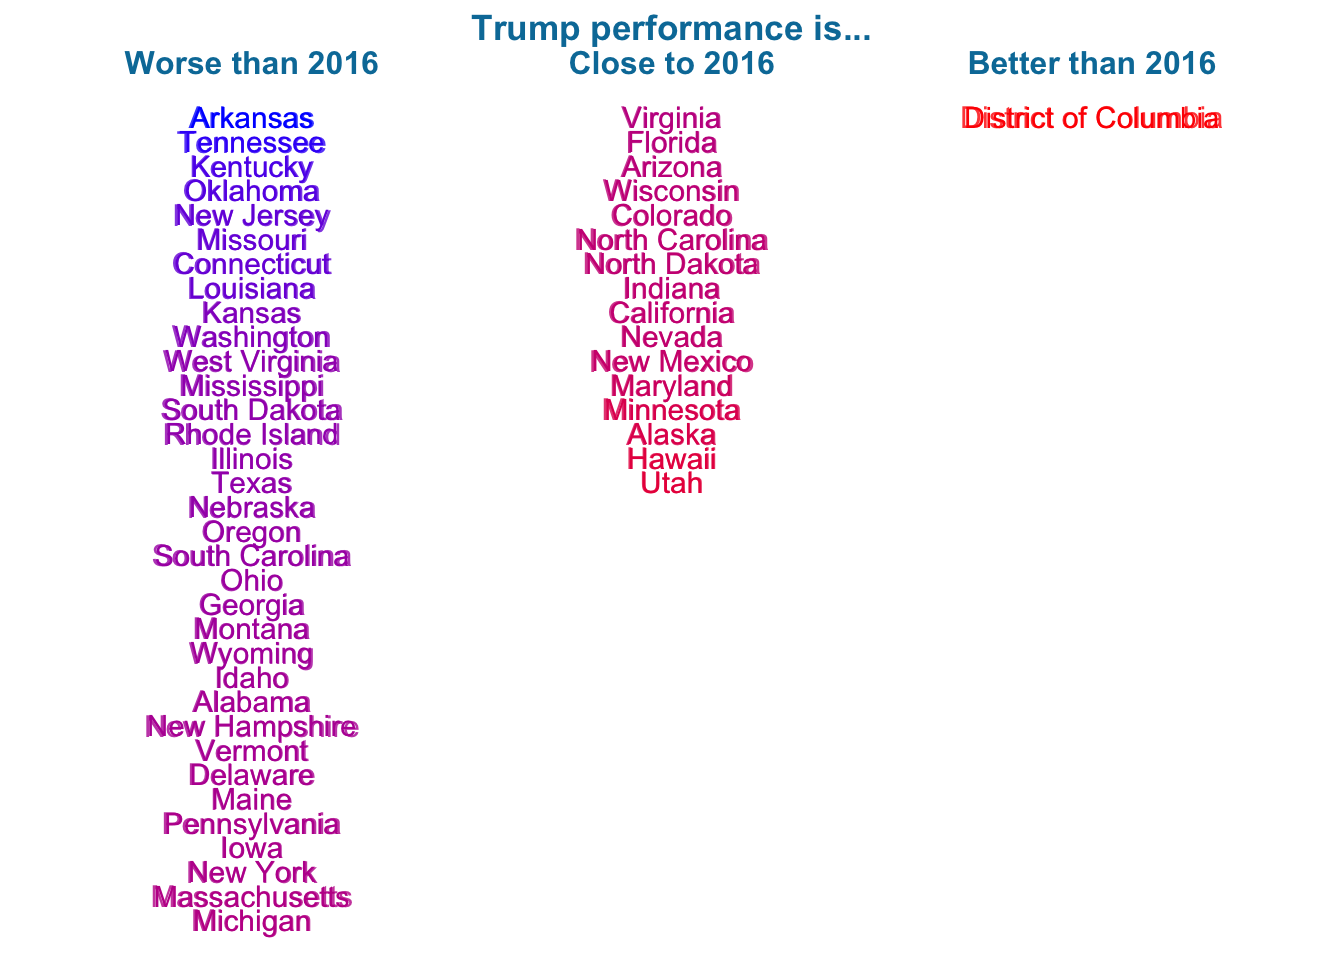 Trump performance is...
Worse than 2016
Close to 2016
Better than 2016
Arkansas
Tennessee
Kentucky
Oklahoma
New Jersey
Missouri
Connecticut
Louisiana
Kansas
Washington
West Virginia
Mississippi
South Dakota
Rhode Island
Illinois
Texas
Nebraska
Oregon
South Carolina
Ohio
Georgia
Montana
Wyoming
Idaho
Alabama
New Hampshire
Vermont
Delaware
Maine
Pennsylvania
Iowa
New York
Massachusetts
Michigan
Virginia
Florida
Arizona
Wisconsin
Colorado
North Carolina
North Dakota
Indiana
California
Nevada
New Mexico
Maryland
Minnesota
Alaska
Hawaii
Utah
District of Columbia